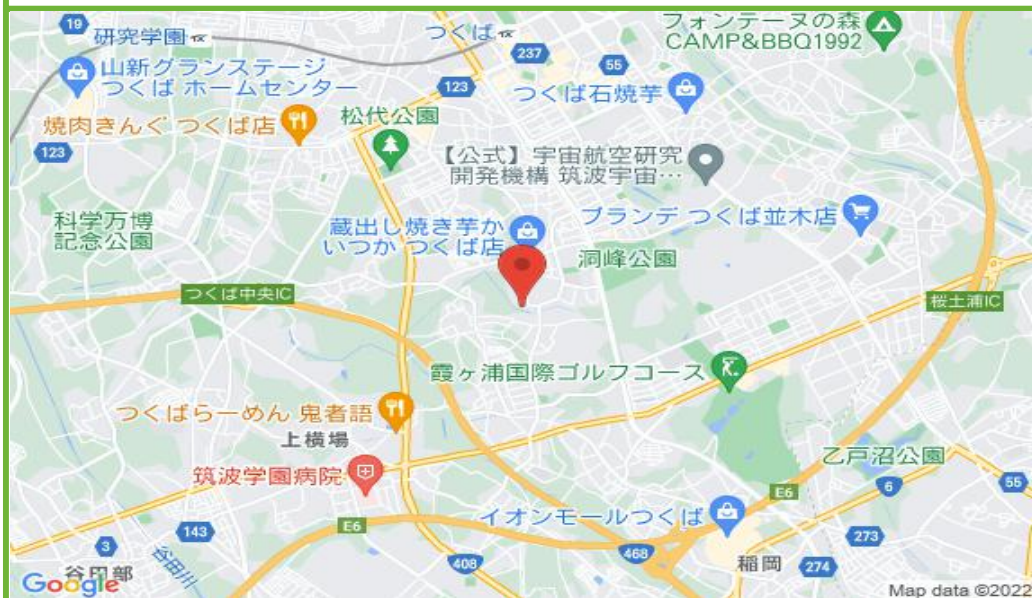 19
研究学園
つくば
237
55
フォンテーヌの森
CAMP&BBQ1992
山新グランステージ
つくば ホームセンター
123
つくば石焼芋
焼肉きんぐ つくば店
松代公園
123
【公式】宇宙航空研究
開発機構 筑波宇宙…
科学万博
記念公園
蔵出し焼き芋か
いつか つくば店
ブランデ つくば並木店
洞峰公園
つくば中央IC
桜土浦IC
霞ヶ浦国際ゴルフコース
つくばらーめん 鬼者語
上横場
筑波学園病院
乙戸沼公園
E6
6
55
イオンモールつくば
143
E6
468
273
3
谷田川
408
稲岡
274
谷田部
Google
Map data ©2022